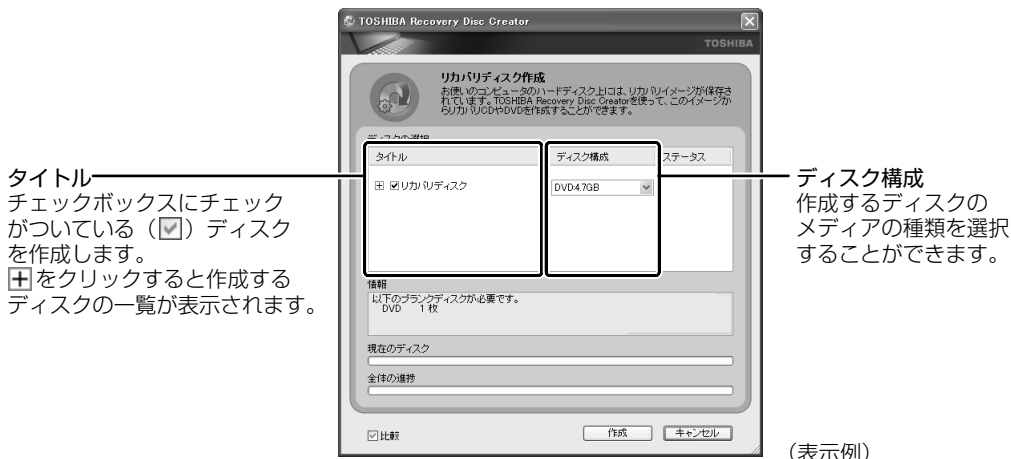 TOSHIBA Recovery Disc Creator
TOSHIBA
リカバリディスク作成
お使いのコンピュータのハードディスク上には、リカバリイメージが保存さ
れています。TOSHIBA Recovery Disc Creatorを使って、このイメージか
らリカバリCDやDVDを作成することができます。
ディスクの選択
タイトル
ディスク構成
ステータス
リカバリディスク
DVD:4.7GB
情報
以下のブランクディスクが必要です。
DVD 1枚
現在のディスク
全体の進捗
比較
作成
キャンセル
タイトル
チェックボックスにチェック
がついている（☑）ディスク
を作成します。
⊞をクリックすると作成する
ディスクの一覧が表示されます。
ディスク構成
作成するディスクの
メディアの種類を選択
することができます。
（表示例）